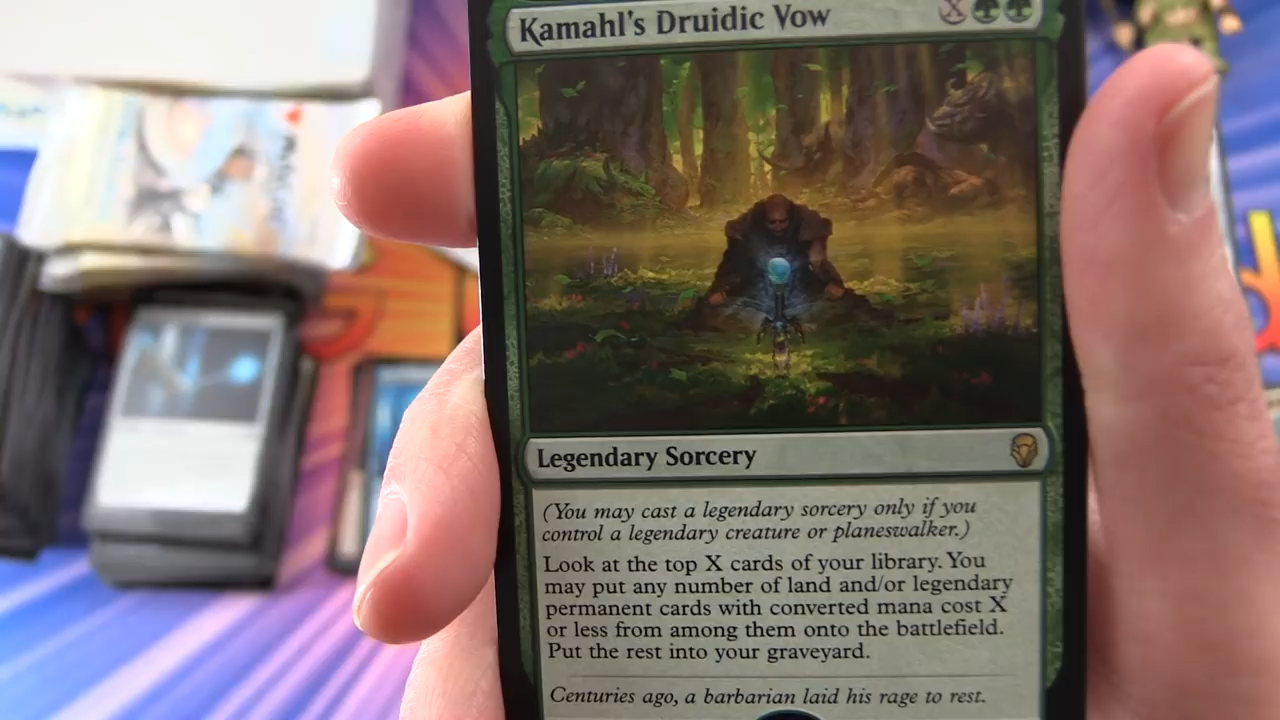 Kamahl's Druidic Vow
X
Legendary Sorcery
(You may cast a legendary sorcery only if you
control a legendary creature or planeswalker.)
Look at the top X cards of your library. You
may put any number of land and/or legendary
permanent cards with converted mana cost X
or less from among them onto the battlefield.
Put the rest into your graveyard.
Centuries ago, a barbarian laid his rage to rest.